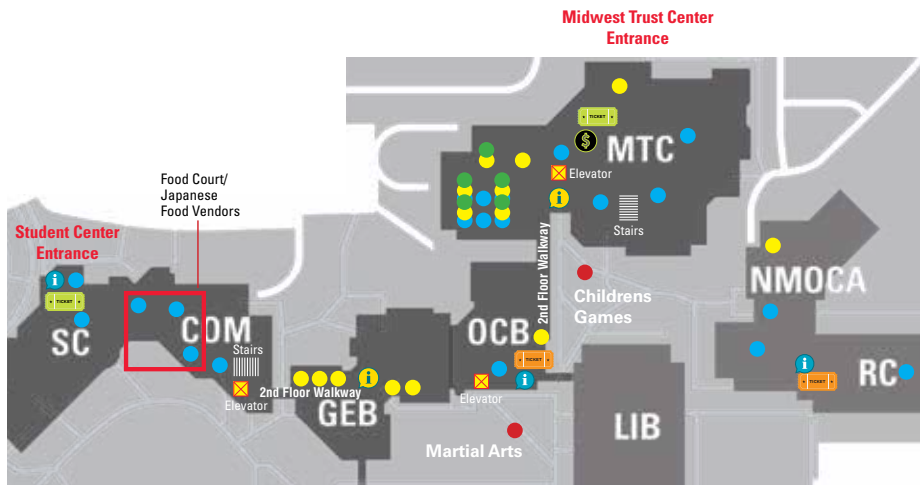 Midwest Trust Center
Entrance
TICKET
$
MTC
Elevator
i
Stairs
2nd Floor Walkway
Food Court/
Japanese
Food Vendors
Student Center
Entrance
i
TICKET
SC
COM
Stairs
Elevator
2nd Floor Walkway
i
GEB
OCB
TICKET
i
Elevator
Childrens
Games
Martial Arts
LIB
NMOCA
i
TICKET
RC